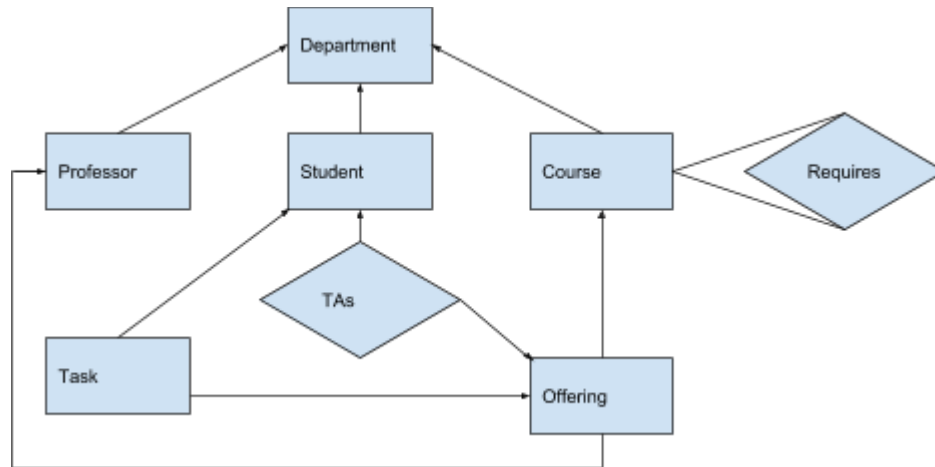 Department
Professor
Student
Course
Requires
TAs
Task
Offering